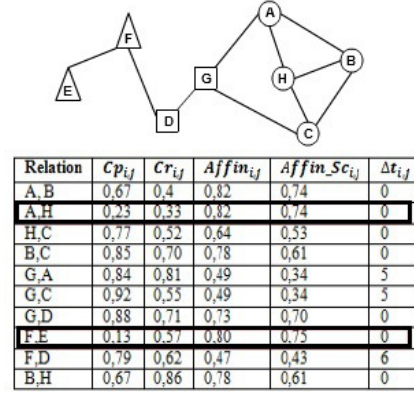 A
F
B
G
H
E
D
C
Relation Cp_{i,j} Cr_{i,j} Affin_{i,j} Affin_Sc_{i,j} Δt_{i,j}
A,B 0,67 0,4 0,82 0,74 0
A,H 0,23 0,33 0,82 0,74 0
H,C 0,77 0,52 0,64 0,53 0
B,C 0,85 0,70 0,78 0,61 0
G,A 0,84 0,81 0,49 0,34 5
G,C 0,92 0,55 0,49 0,34 5
G,D 0,88 0,71 0,73 0,70 0
F,E 0,13 0,57 0,80 0,75 0
F,D 0,79 0,62 0,47 0,43 6
B,H 0,67 0,86 0,78 0,61 0